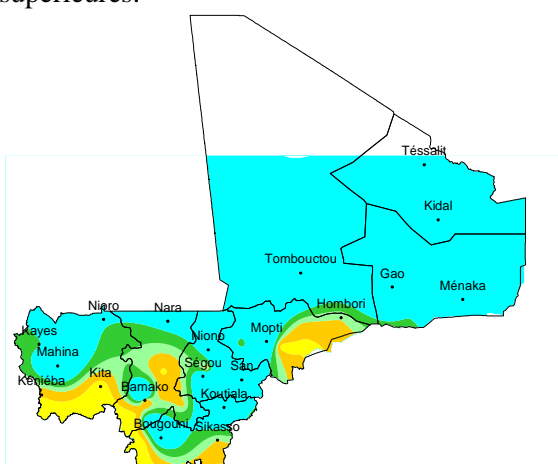 supérieures.
Téssalit
Kidal
Tombouctou
Gao
Ménaka
Hombori
Nioro
Nara
Mopti
Kayes
Niono
Mahina
Ségou
San
Kéniéba
Kita
Bamako
Koutiala
Bougouni
Sikasso